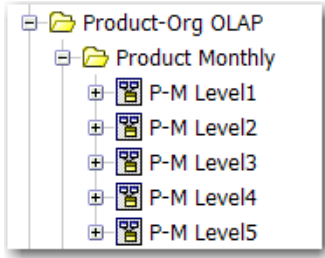 Product-Org OLAP
Product Monthly
P-M Level1
P-M Level2
P-M Level3
P-M Level4
P-M Level5